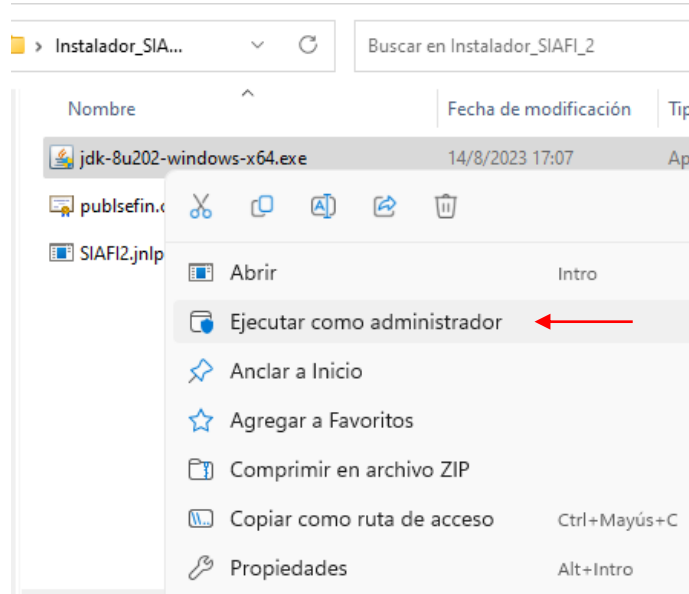 Instalador_SIA...
Buscar en Instalador_SIAFI_2
Nombre
Fecha de modificación
Tip
jdk-8u202-windows-x64.exe
14/8/2023 17:07
Ap
publsefin.c
SIAFI2.jnlp
Abrir
Intro
Ejecutar como administrador
Anclar a Inicio
Agregar a Favoritos
Comprimir en archivo ZIP
Copiar como ruta de acceso
Ctrl+Mayús+C
Propiedades
Alt+Intro